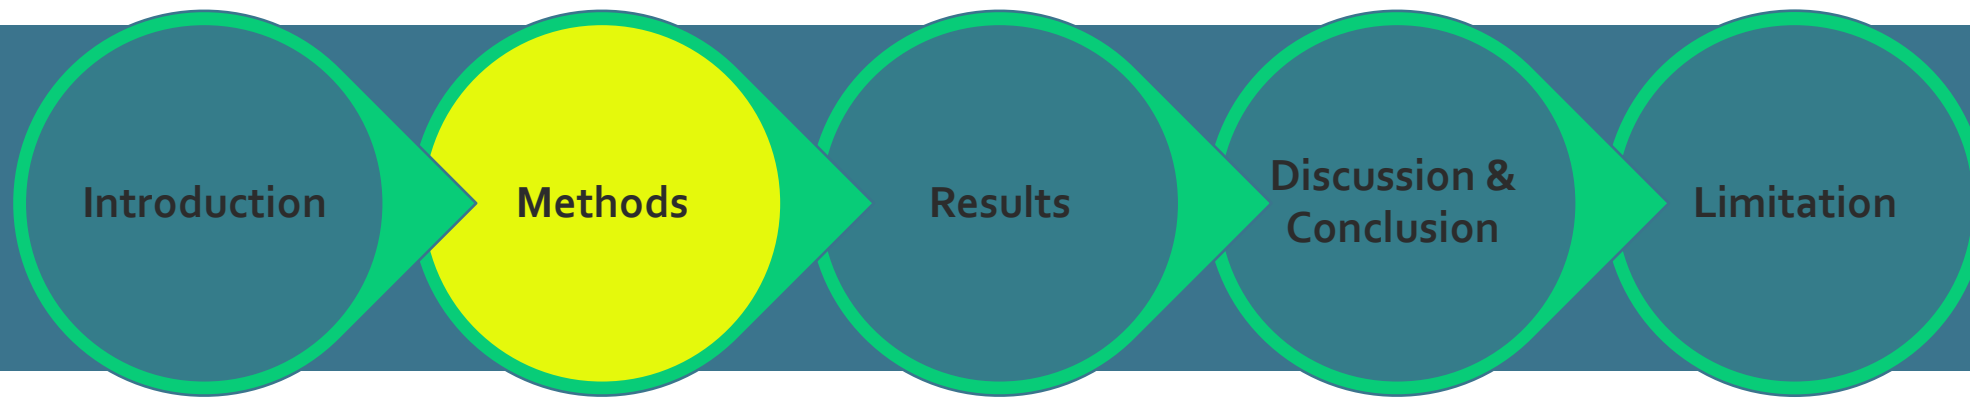 Introduction
Methods
Results
Discussion &
Conclusion
Limitation